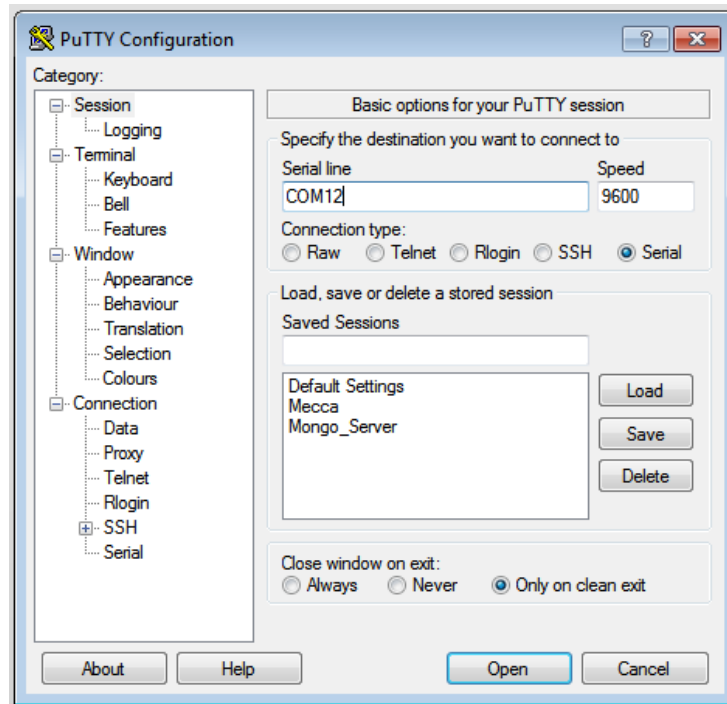 PuTTY Configuration
Category:
Session
Logging
Terminal
Keyboard
Bell
Features
Window
Appearance
Behaviour
Translation
Selection
Colours
Connection
Data
Proxy
Telnet
Rlogin
SSH
Serial
Basic options for your PuTTY session
Specify the destination you want to connect to
Serial line Speed
COM12 9600
Connection type:
Raw Telnet Rlogin SSH Serial
Load, save or delete a stored session
Saved Sessions
Default Settings
Mecca
Mongo_Server
Load
Save
Delete
Close window on exit:
Always Never Only on clean exit
About Help Open Cancel